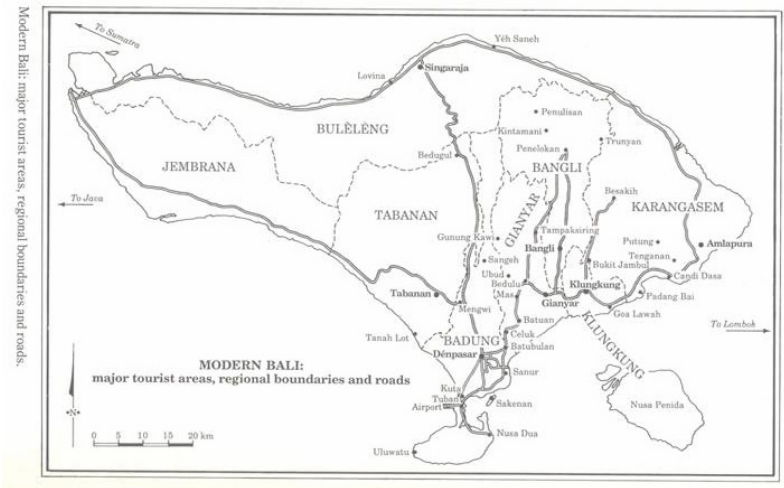 Modern Bali: major tourist areas, regional boundaries and roads.
To Sumatra
Yéh Saneh
Singaraja
Lovina
Penulisan
BULÈLÈNG
Kintamani
Trunyan
Penelokan
Bedugul
JEMBRANA
BANGLI
Besakih
To Java
TABANAN
GIANYAR
KARANGASEM
Tampaksiring
Gunung Kawi
Putung
Amlapura
Bangli
Sangeh
Tenganan
Bukit Jambul
Ubud
Candi Dasa
Bedulu
Klungkung
Tabanan
Mas
Gianyar
Padang Bai
Mengwi
Goa Lawah
Batuan
To Lombok
Tanah Lot
Celuk
BADUNG
Batubulan
KLUNGKUNG
Dénpasar
MODERN BALI:
major tourist areas, regional boundaries and roads
Sanur
Kuta
Tuban
Airport
Sakenan
Nusa Penida
N
0 5 10 15 20 km
Nusa Dua
Uluwatu